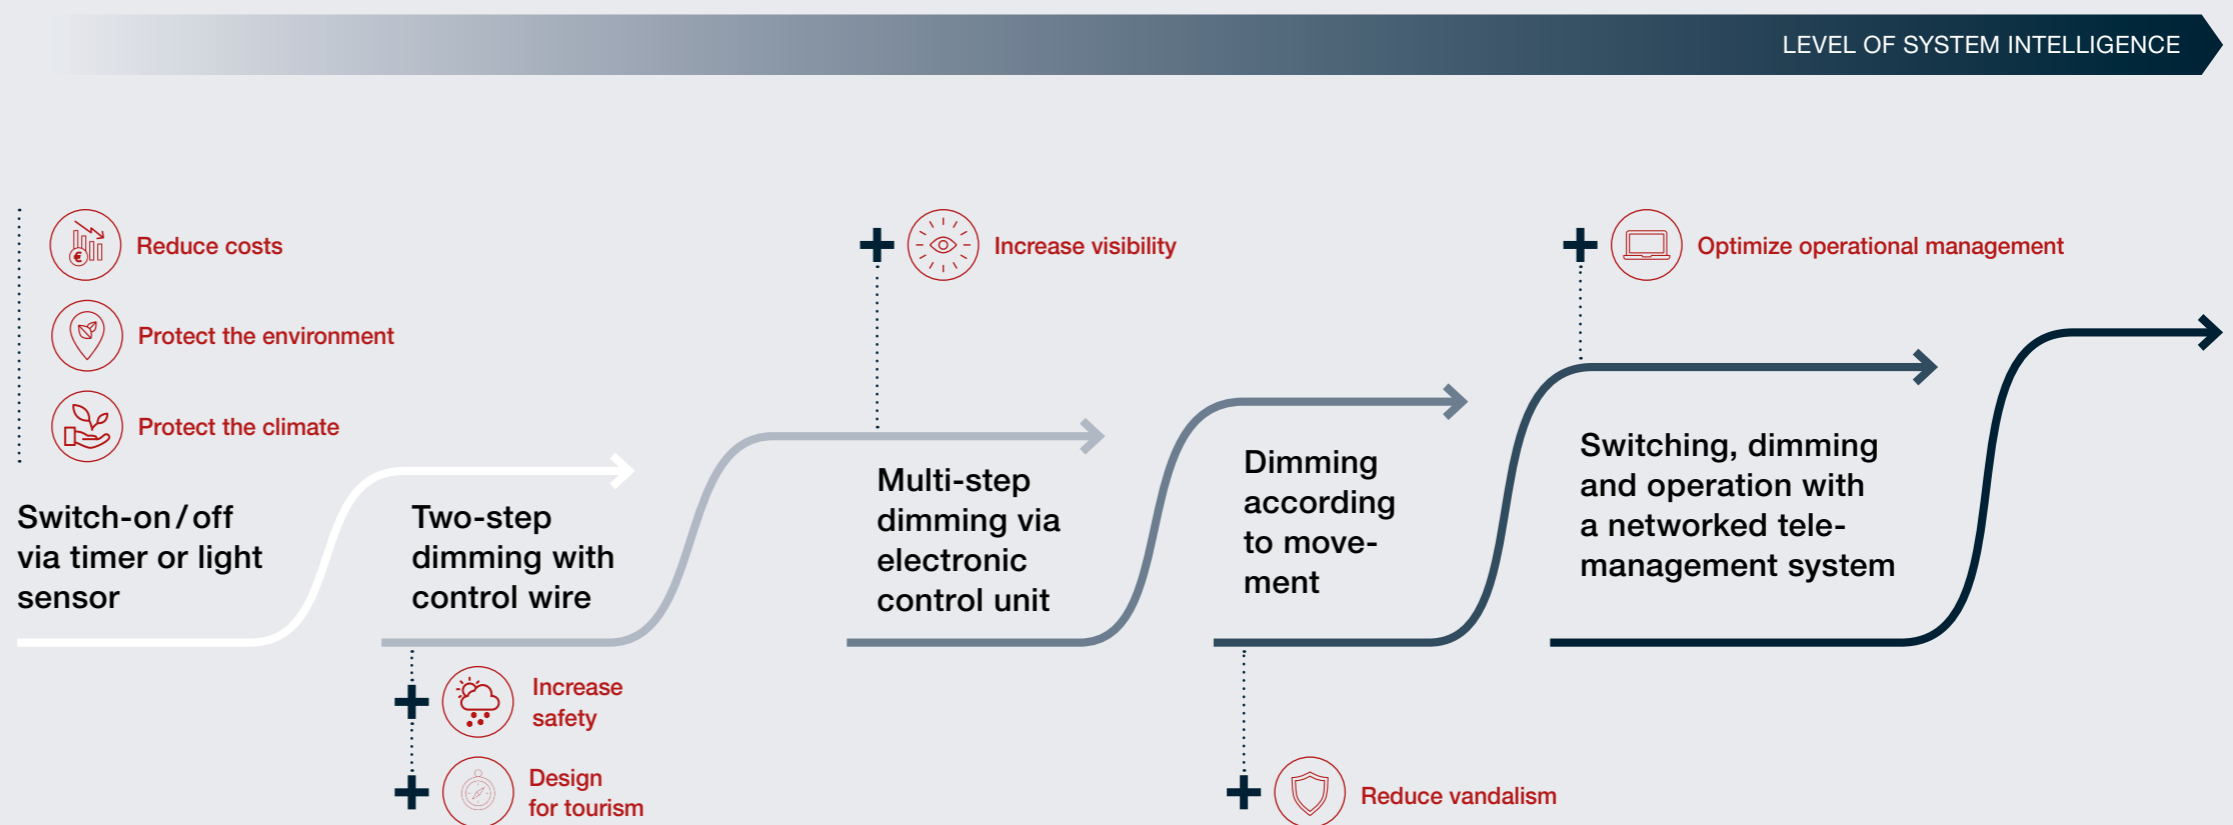 LEVEL OF SYSTEM INTELLIGENCE
Reduce costs
Protect the environment
Protect the climate
Switch-on / off
via timer or light
sensor
Two-step
dimming with
control wire
Increase
safety
Design
for tourism
Increase visibility
Multi-step
dimming via
electronic
control unit
Dimming
according
to move-
ment
Reduce vandalism
Optimize operational management
Switching, dimming
and operation with
a networked tele-
management system
€